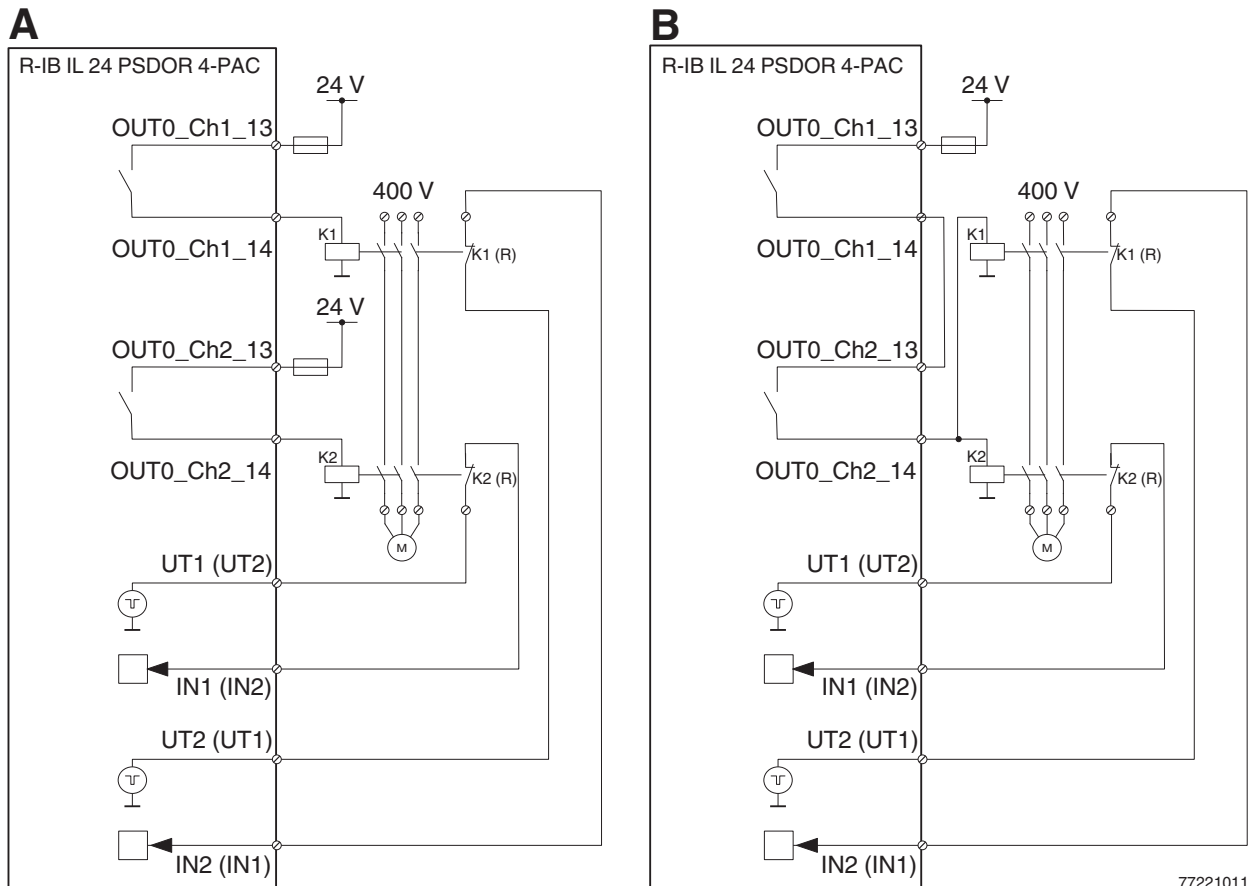 A
R-IB IL 24 PSDOR 4-PAC
24 V
OUT0_Ch1_13
400 V
K1
OUT0_Ch1_14
K1 (R)
24 V
OUT0_Ch2_13
K2
OUT0_Ch2_14
K2 (R)
M
UT1 (UT2)
IN1 (IN2)
UT2 (UT1)
IN2 (IN1)
B
R-IB IL 24 PSDOR 4-PAC
24 V
OUT0_Ch1_13
400 V
K1
OUT0_Ch1_14
K1 (R)
OUT0_Ch2_13
K2
OUT0_Ch2_14
K2 (R)
M
UT1 (UT2)
IN1 (IN2)
UT2 (UT1)
IN2 (IN1)
77221011